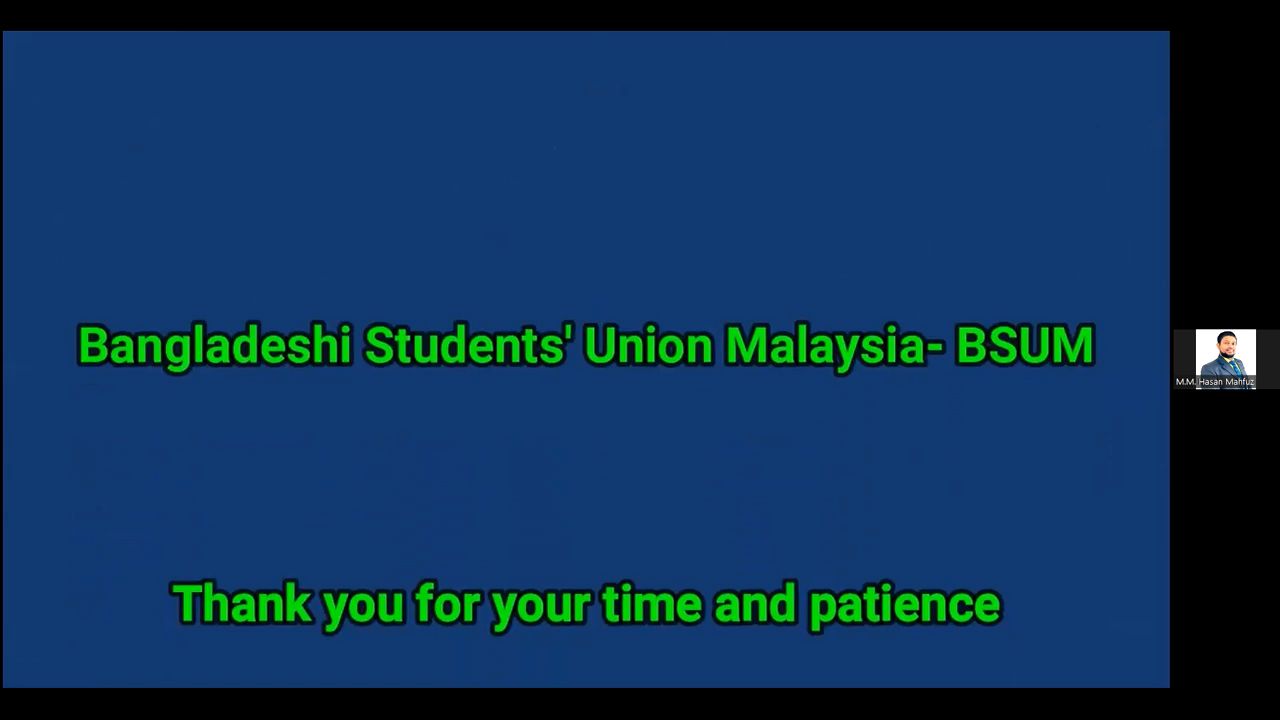 Bangladeshi Students' Union Malaysia- BSUM
M.M. Hasan Mahfuz
Thank you for your time and patience